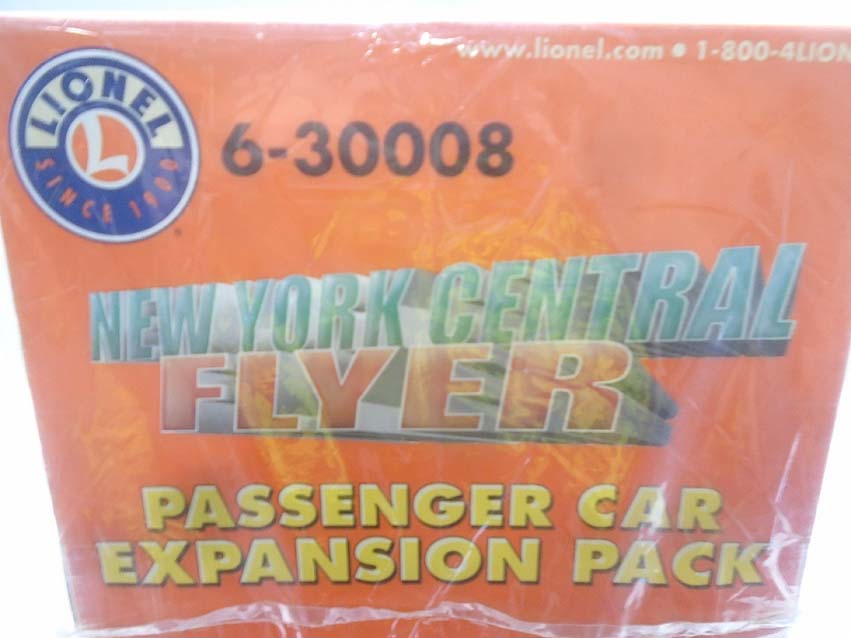 www.lionel.com • 1-800-4LION
LIONEL
L
SINCE 1900
6-30008
NEW YORK CENTRAL
FLYER
PASSENGER CAR
EXPANSION PACK